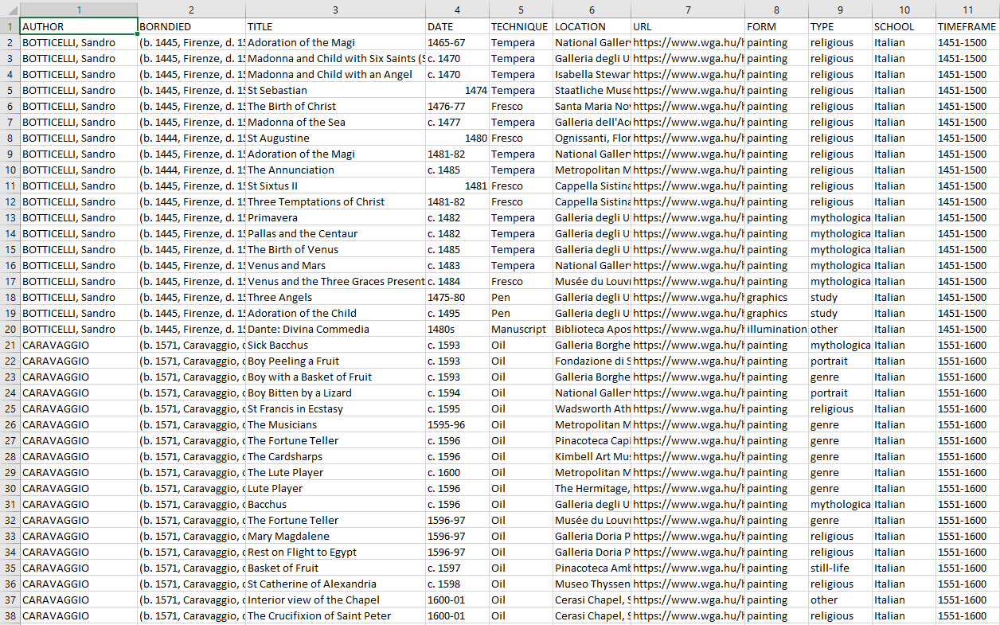 1 2 3 4 5 6 7 8 9 10 11
1 AUTHOR BORNDIED TITLE DATE TECHNIQUE LOCATION URL FORM TYPE SCHOOL TIMEFRAME
2 BOTTICELLI, Sandro (b. 1445, Firenze, d. 15 Adoration of the Magi 1465-67 Tempera National Galler https://www.wga.hu/h painting religious Italian 1451-1500
3 BOTTICELLI, Sandro (b. 1445, Firenze, d. 15 Madonna and Child with Six Saints (S c. 1470 Tempera Galleria degli U https://www.wga.hu/h painting religious Italian 1451-1500
4 BOTTICELLI, Sandro (b. 1445, Firenze, d. 15 Madonna and Child with an Angel c. 1470 Tempera Isabella Stewar https://www.wga.hu/h painting religious Italian 1451-1500
5 BOTTICELLI, Sandro (b. 1445, Firenze, d. 15 St Sebastian 1474 Tempera Staatliche Muse https://www.wga.hu/h painting religious Italian 1451-1500
6 BOTTICELLI, Sandro (b. 1445, Firenze, d. 15 The Birth of Christ 1476-77 Fresco Santa Maria No https://www.wga.hu/h painting religious Italian 1451-1500
7 BOTTICELLI, Sandro (b. 1445, Firenze, d. 15 Madonna of the Sea c. 1477 Tempera Galleria dell'Ac https://www.wga.hu/h painting religious Italian 1451-1500
8 BOTTICELLI, Sandro (b. 1444, Firenze, d. 15 St Augustine 1480 Fresco Ognissanti, Flor https://www.wga.hu/h painting religious Italian 1451-1500
9 BOTTICELLI, Sandro (b. 1445, Firenze, d. 15 Adoration of the Magi 1481-82 Tempera National Galler https://www.wga.hu/h painting religious Italian 1451-1500
10 BOTTICELLI, Sandro (b. 1444, Firenze, d. 15 The Annunciation c. 1485 Tempera Metropolitan M https://www.wga.hu/h painting religious Italian 1451-1500
11 BOTTICELLI, Sandro (b. 1445, Firenze, d. 15 St Sixtus II 1481 Fresco Cappella Sistina https://www.wga.hu/h painting religious Italian 1451-1500
12 BOTTICELLI, Sandro (b. 1445, Firenze, d. 15 Three Temptations of Christ 1481-82 Fresco Cappella Sistina https://www.wga.hu/h painting religious Italian 1451-1500
13 BOTTICELLI, Sandro (b. 1445, Firenze, d. 15 Primavera c. 1482 Tempera Galleria degli U https://www.wga.hu/h painting mythologica Italian 1451-1500
14 BOTTICELLI, Sandro (b. 1445, Firenze, d. 15 Pallas and the Centaur c. 1482 Tempera Galleria degli U https://www.wga.hu/h painting mythologica Italian 1451-1500
15 BOTTICELLI, Sandro (b. 1445, Firenze, d. 15 The Birth of Venus c. 1485 Tempera Galleria degli U https://www.wga.hu/h painting mythologica Italian 1451-1500
16 BOTTICELLI, Sandro (b. 1445, Firenze, d. 15 Venus and Mars c. 1483 Tempera National Galler https://www.wga.hu/h painting mythologica Italian 1451-1500
17 BOTTICELLI, Sandro (b. 1445, Firenze, d. 15 Venus and the Three Graces Present c. 1484 Fresco Musée du Louv https://www.wga.hu/h painting mythologica Italian 1451-1500
18 BOTTICELLI, Sandro (b. 1445, Firenze, d. 15 Three Angels 1475-80 Pen Galleria degli U https://www.wga.hu/h graphics study Italian 1451-1500
19 BOTTICELLI, Sandro (b. 1445, Firenze, d. 15 Adoration of the Child c. 1495 Pen Galleria degli U https://www.wga.hu/h graphics study Italian 1451-1500
20 BOTTICELLI, Sandro (b. 1445, Firenze, d. 15 Dante: Divina Commedia 1480s Manuscript Biblioteca Apos https://www.wga.hu/h illumination other Italian 1451-1500
21 CARAVAGGIO (b. 1571, Caravaggio, d Sick Bacchus c. 1593 Oil Galleria Borghe https://www.wga.hu/h painting mythologica Italian 1551-1600
22 CARAVAGGIO (b. 1571, Caravaggio, d Boy Peeling a Fruit c. 1593 Oil Fondazione di S https://www.wga.hu/h painting portrait Italian 1551-1600
23 CARAVAGGIO (b. 1571, Caravaggio, d Boy with a Basket of Fruit c. 1593 Oil Galleria Borghe https://www.wga.hu/h painting genre Italian 1551-1600
24 CARAVAGGIO (b. 1571, Caravaggio, d Boy Bitten by a Lizard c. 1594 Oil National Galler https://www.wga.hu/h painting portrait Italian 1551-1600
25 CARAVAGGIO (b. 1571, Caravaggio, d St Francis in Ecstasy c. 1595 Oil Wadsworth Ath https://www.wga.hu/h painting religious Italian 1551-1600
26 CARAVAGGIO (b. 1571, Caravaggio, d The Musicians 1595-96 Oil Metropolitan M https://www.wga.hu/h painting genre Italian 1551-1600
27 CARAVAGGIO (b. 1571, Caravaggio, d The Fortune Teller c. 1596 Oil Pinacoteca Capi https://www.wga.hu/h painting genre Italian 1551-1600
28 CARAVAGGIO (b. 1571, Caravaggio, d The Cardsharps c. 1596 Oil Kimbell Art Mu https://www.wga.hu/h painting genre Italian 1551-1600
29 CARAVAGGIO (b. 1571, Caravaggio, d The Lute Player c. 1600 Oil Metropolitan M https://www.wga.hu/h painting genre Italian 1551-1600
30 CARAVAGGIO (b. 1571, Caravaggio, d Lute Player c. 1596 Oil The Hermitage, https://www.wga.hu/h painting genre Italian 1551-1600
31 CARAVAGGIO (b. 1571, Caravaggio, d Bacchus c. 1596 Oil Galleria degli U https://www.wga.hu/h painting mythologica Italian 1551-1600
32 CARAVAGGIO (b. 1571, Caravaggio, d The Fortune Teller 1596-97 Oil Musée du Louv https://www.wga.hu/h painting genre Italian 1551-1600
33 CARAVAGGIO (b. 1571, Caravaggio, d Mary Magdalene 1596-97 Oil Galleria Doria P https://www.wga.hu/h painting religious Italian 1551-1600
34 CARAVAGGIO (b. 1571, Caravaggio, d Rest on Flight to Egypt 1596-97 Oil Galleria Doria P https://www.wga.hu/h painting religious Italian 1551-1600
35 CARAVAGGIO (b. 1571, Caravaggio, d Basket of Fruit c. 1597 Oil Pinacoteca Amb https://www.wga.hu/h painting still-life Italian 1551-1600
36 CARAVAGGIO (b. 1571, Caravaggio, d St Catherine of Alexandria c. 1598 Oil Museo Thyssen https://www.wga.hu/h painting religious Italian 1551-1600
37 CARAVAGGIO (b. 1571, Caravaggio, d Interior view of the Chapel 1600-01 Oil Cerasi Chapel, S https://www.wga.hu/h painting other Italian 1551-1600
38 CARAVAGGIO (b. 1571, Caravaggio, d The Crucifixion of Saint Peter 1600-01 Oil Cerasi Chapel, S https://www.wga.hu/h painting religious Italian 1551-1600